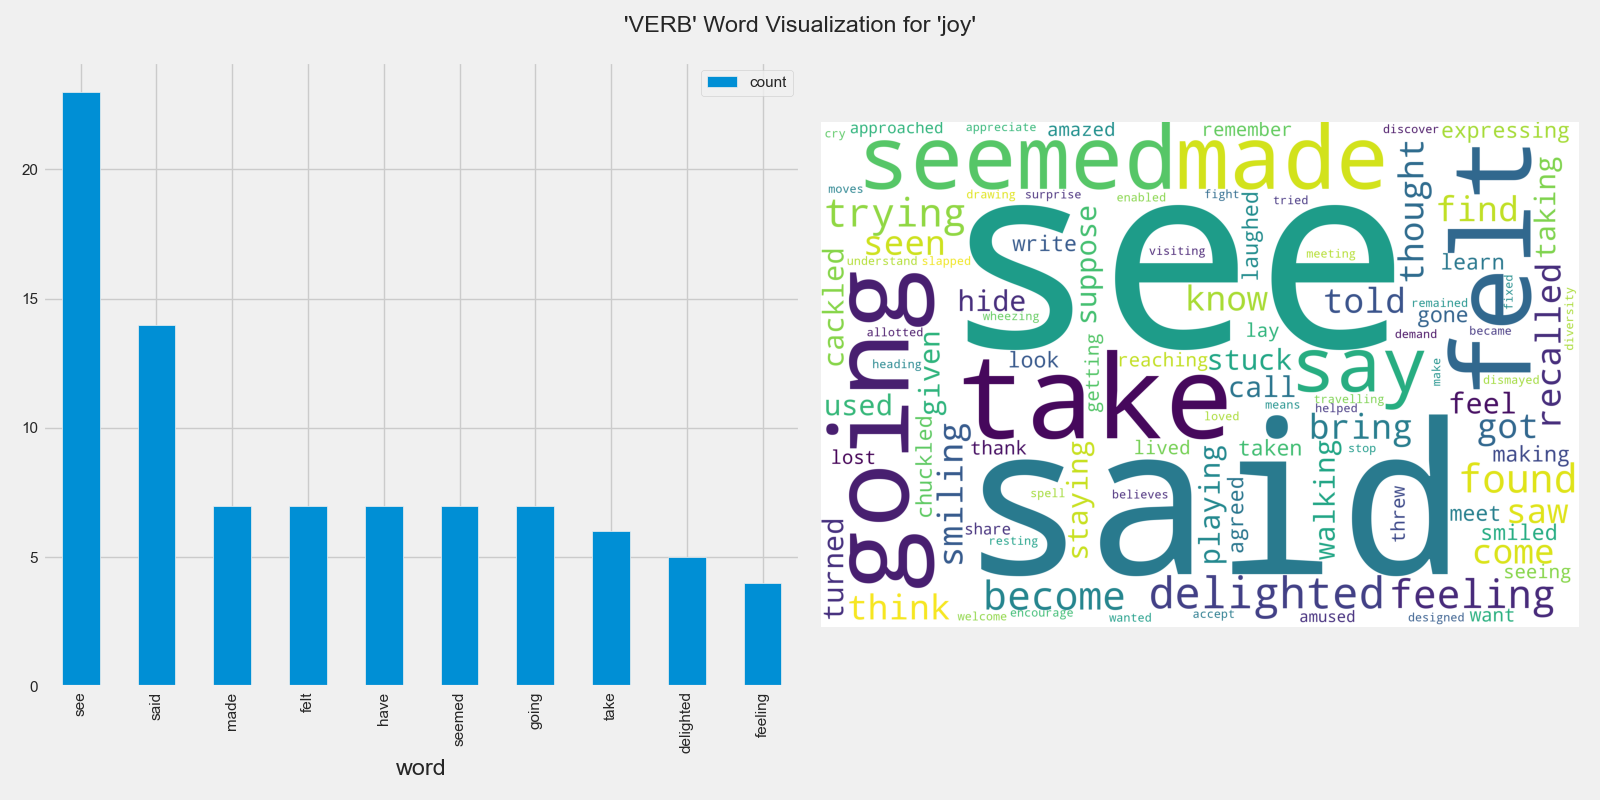 'VERB' Word Visualization for 'joy'
count
20
15
10
5
0
see
said
made
felt
have
seemed
going
take
delighted
feeling
word
cry
approached
appreciate
amazed
remember
discover
expressing
seemed
made
thought
felt
taking
moves
drawing
surprise
enabled
fight
tried
trying
find
see
seen
write
suppose
visiting
laughed
meeting
learn
understand
slapped
cackled
going
hide
know
told
remained
gone
fixed
recalled
diversity
wheezing
allotted
lay
demand
became
heading
look
getting
reaching
stuck
say
make
dismayed
take
call
travelling
given
used
means
helped
feel
loved
bring
got
chuckled
smiling
said
lost
thank
staying
lived
playing
taken
walking
stop
making
found
spell
believes
agreed
threw
meet
saw
share
resting
smiled
come
turned
seeing
think
become
delighted
feeling
welcome
encourage
wanted
accept
amused
designed
want